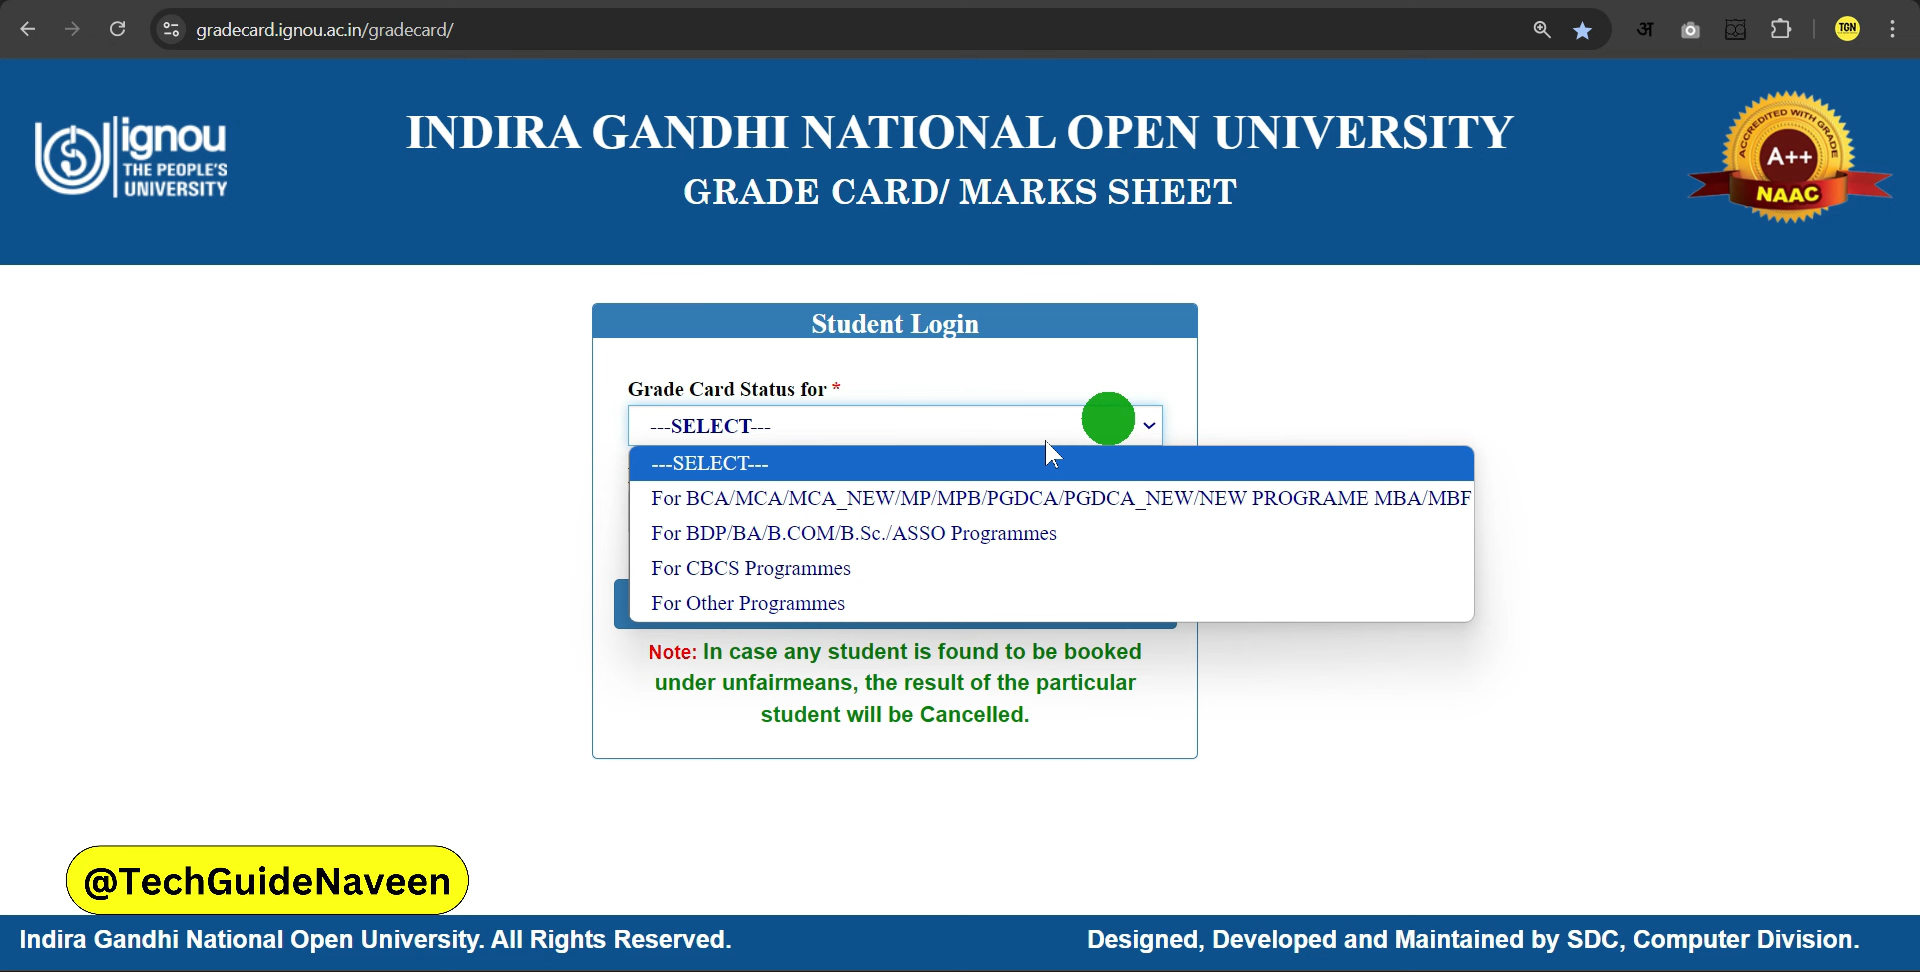 gradecard.ignou.ac.in/gradecard/
अ
TGN
ignou
THE PEOPLE'S
UNIVERSITY
INDIRA GANDHI NATIONAL OPEN UNIVERSITY
GRADE CARD/ MARKS SHEET
ACCREDITED WITH GRADE
A++
NAAC
Student Login
Grade Card Status for *
---SELECT---
---SELECT---
For BCA/MCA/MCA_NEW/MP/MPB/PGDCA/PGDCA_NEW/NEW PROGRAME MBA/MBF
For BDP/BA/B.COM/B.Sc./ASSO Programmes
For CBCS Programmes
For Other Programmes
Note: In case any student is found to be booked
under unfairmeans, the result of the particular
student will be Cancelled.
@TechGuideNaveen
Indira Gandhi National Open University. All Rights Reserved.
Designed, Developed and Maintained by SDC, Computer Division.